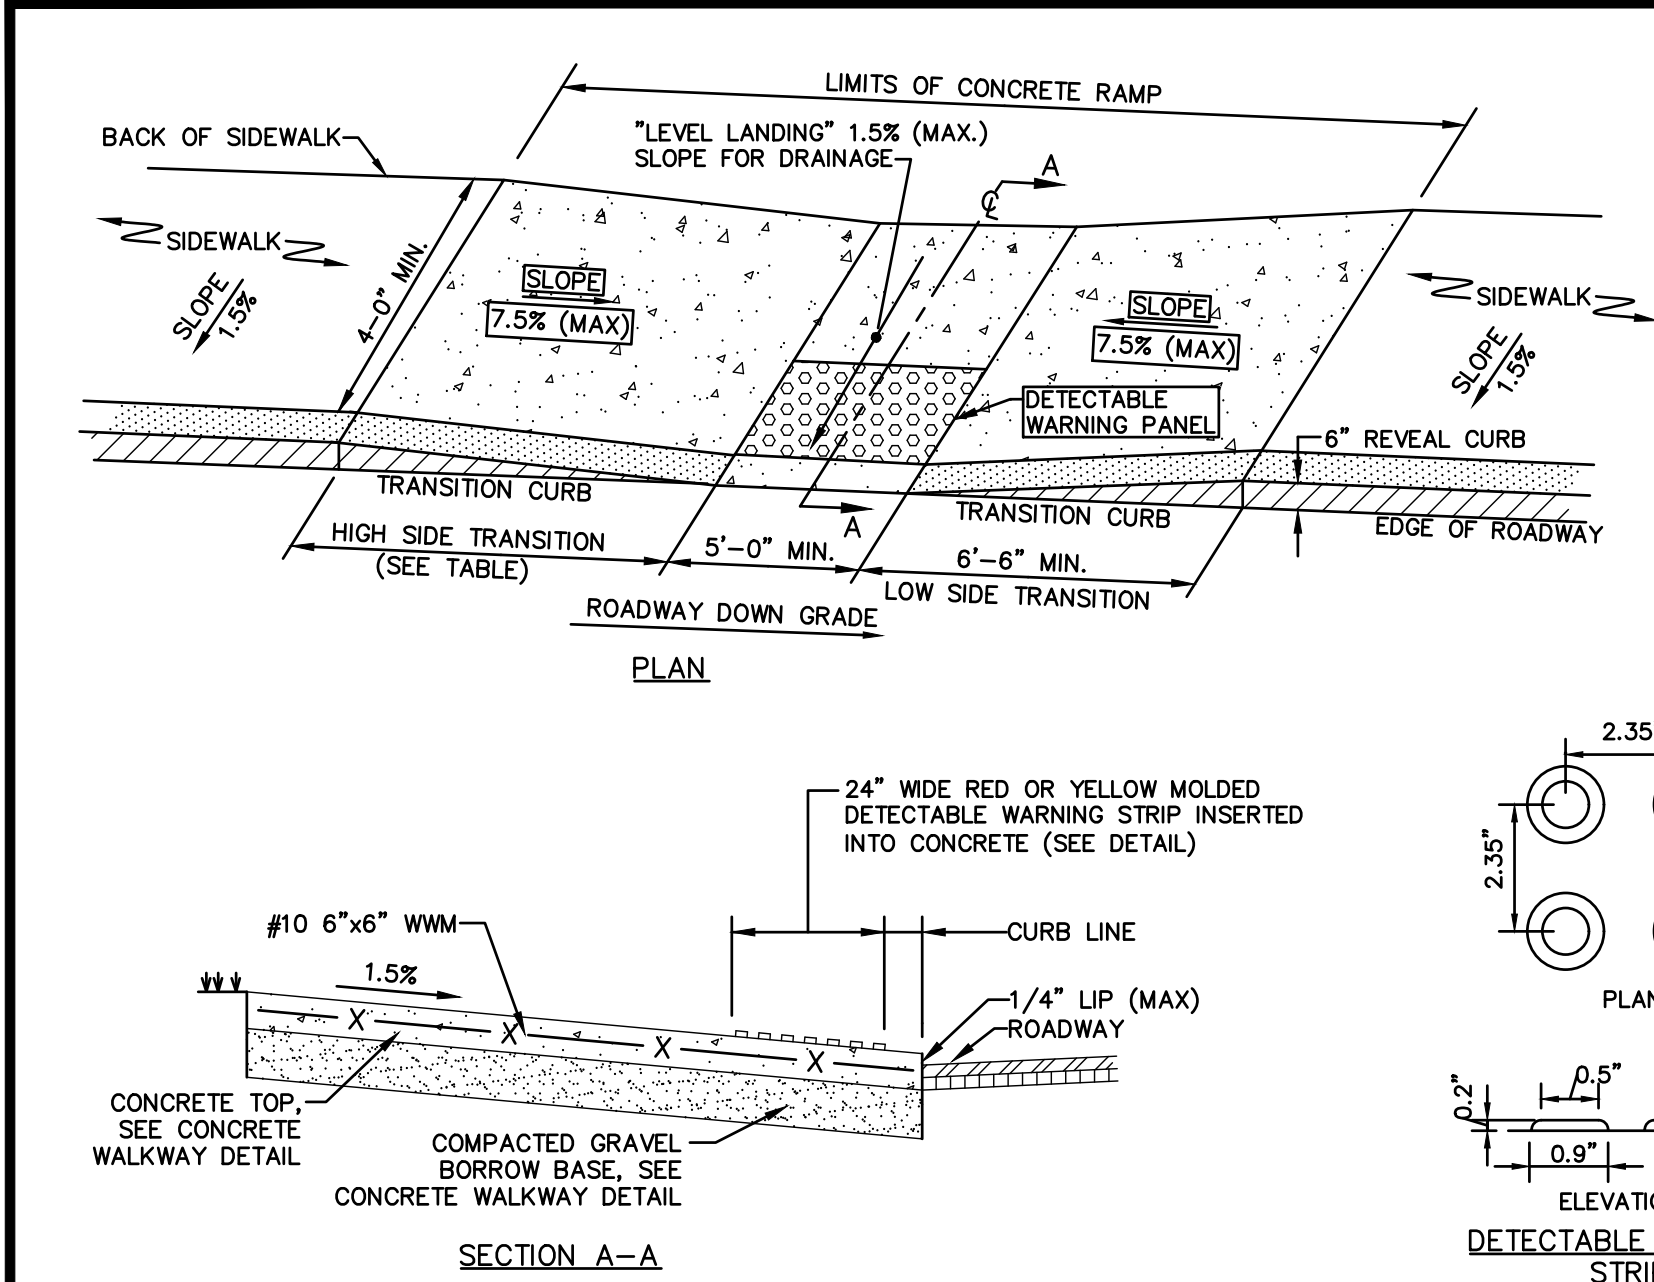 LIMITS OF CONCRETE RAMP
BACK OF SIDEWALK
"LEVEL LANDING" 1.5% (MAX.)
SLOPE FOR DRAINAGE
A
℄
SIDEWALK
SLOPE
1.5%
4'-0" MIN.
SLOPE
7.5% (MAX)
SLOPE
7.5% (MAX)
SIDEWALK
SLOPE
1.5%
DETECTABLE
WARNING PANEL
6" REVEAL CURB
TRANSITION CURB
TRANSITION CURB
EDGE OF ROADWAY
A
HIGH SIDE TRANSITION
(SEE TABLE)
5'-0" MIN.
6'-6" MIN.
LOW SIDE TRANSITION
ROADWAY DOWN GRADE
PLAN
24" WIDE RED OR YELLOW MOLDED
DETECTABLE WARNING STRIP INSERTED
INTO CONCRETE (SEE DETAIL)
#10 6"x6" WWM
CURB LINE
1.5%
1/4" LIP (MAX)
ROADWAY
CONCRETE TOP,
SEE CONCRETE
WALKWAY DETAIL
COMPACTED GRAVEL
BORROW BASE, SEE
CONCRETE WALKWAY DETAIL
SECTION A-A
2.35
2.35"
PLAN
0.2"
0.5"
0.9"
ELEVATIO
DETECTABLE
STRIP